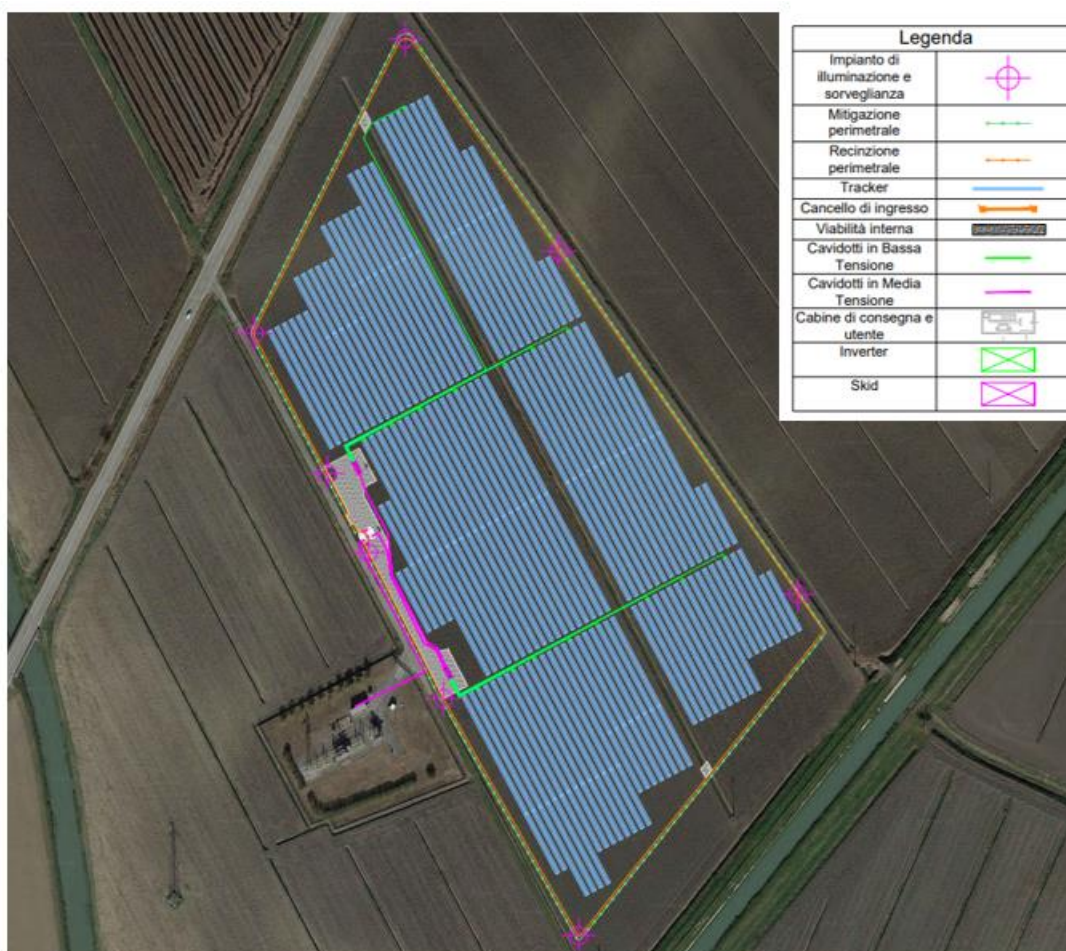 Legenda
Impianto di
illuminazione e
sorveglianza
Mitigazione
perimetrale
Recinzione
perimetrale
Tracker
Cancello di ingresso
Viabilità interna
Cavidotti in Bassa
Tensione
Cavidotti in Media
Tensione
Cabine di consegna e
utente
Inverter
Skid